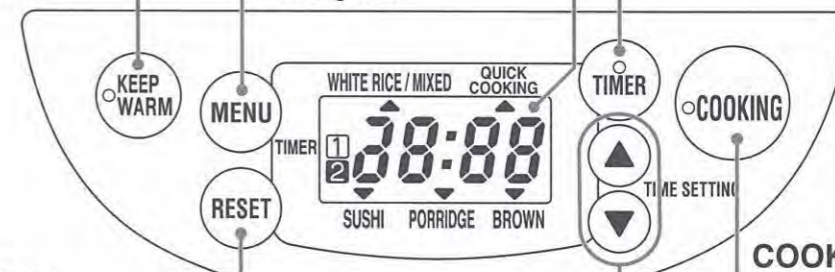 KEEP
WARM
MENU
RESET
WHITE RICE / MIXED
QUICK
COOKING
TIMER
1
2
88:88
SUSHI PORRIDGE BROWN
TIMER
COOKING
TIME SETTING